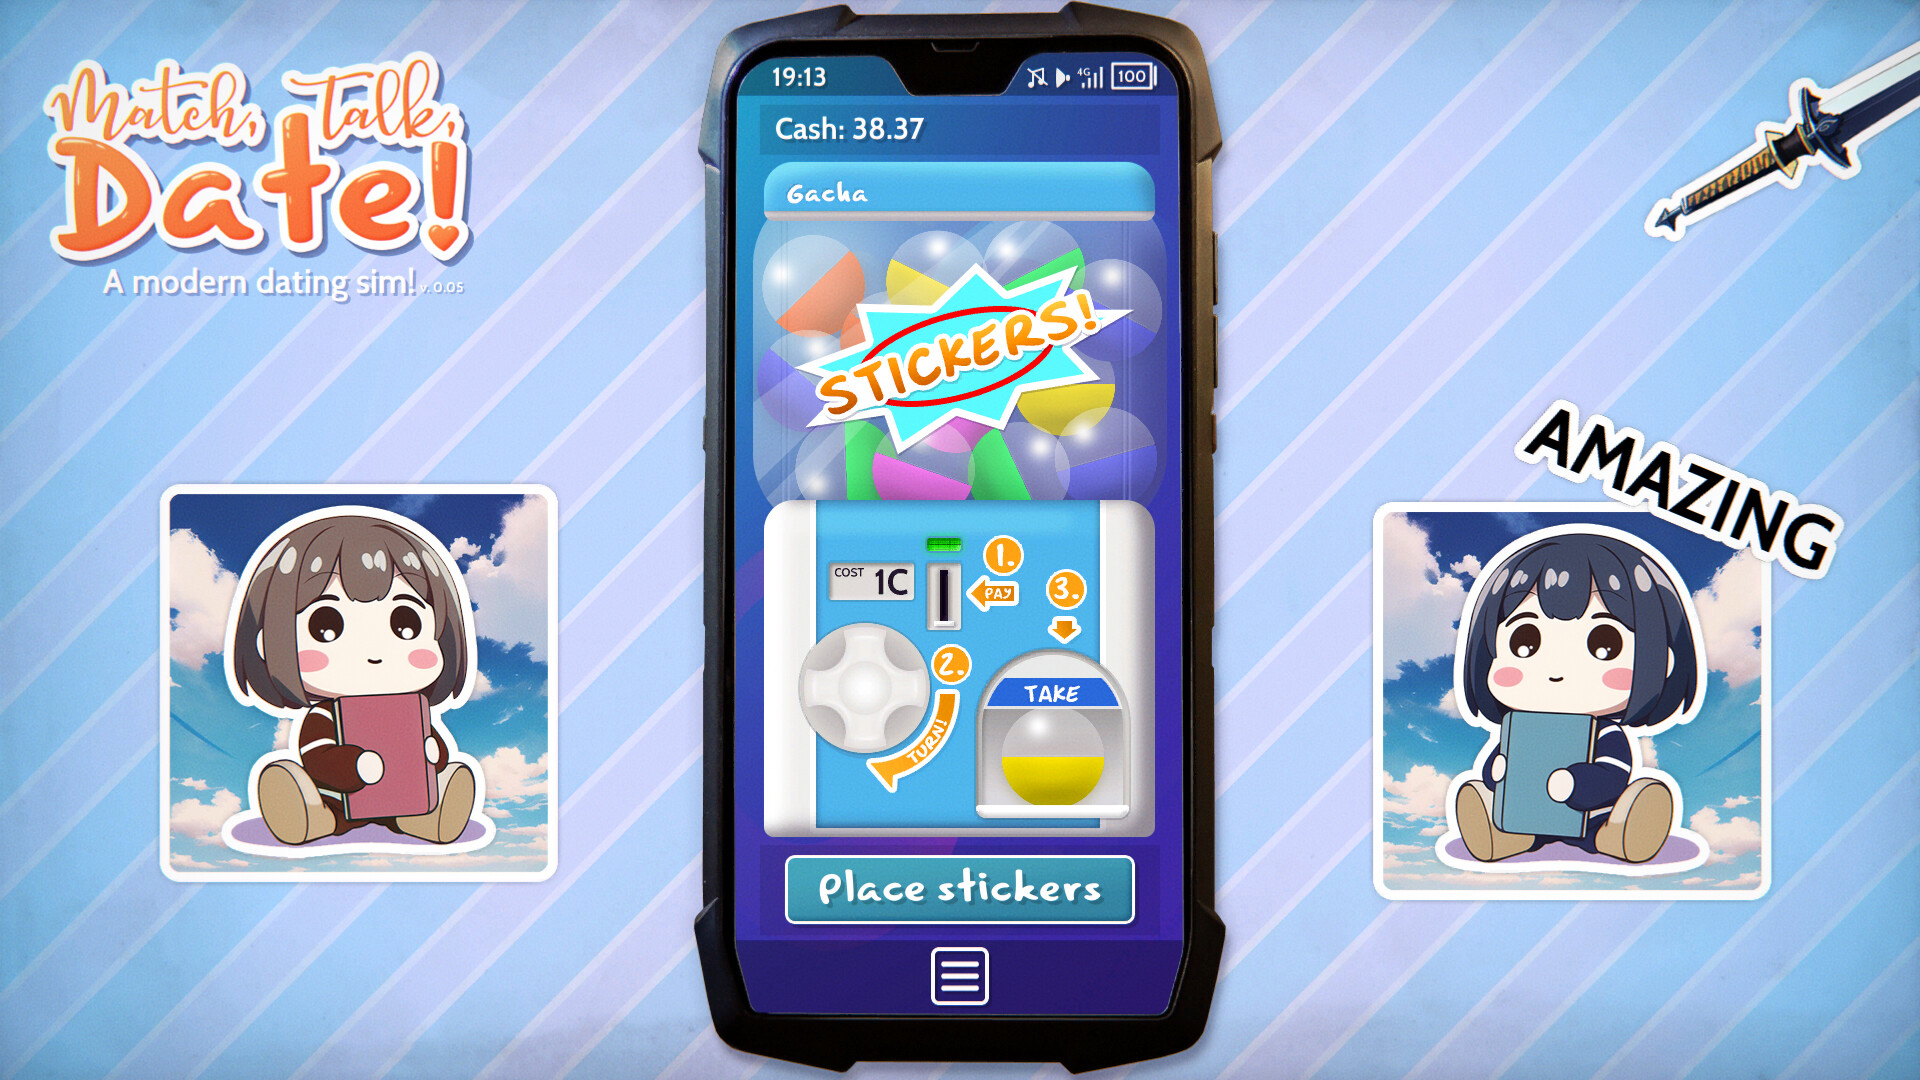 Match, Talk,
Date!
A modern dating sim! v. 0.05
19:13
4G
100
Cash: 38.37
Gacha
STICKERS!
COST 1C
1.
PAY
3.
2.
TURN!
TAKE
Place stickers
AMAZING